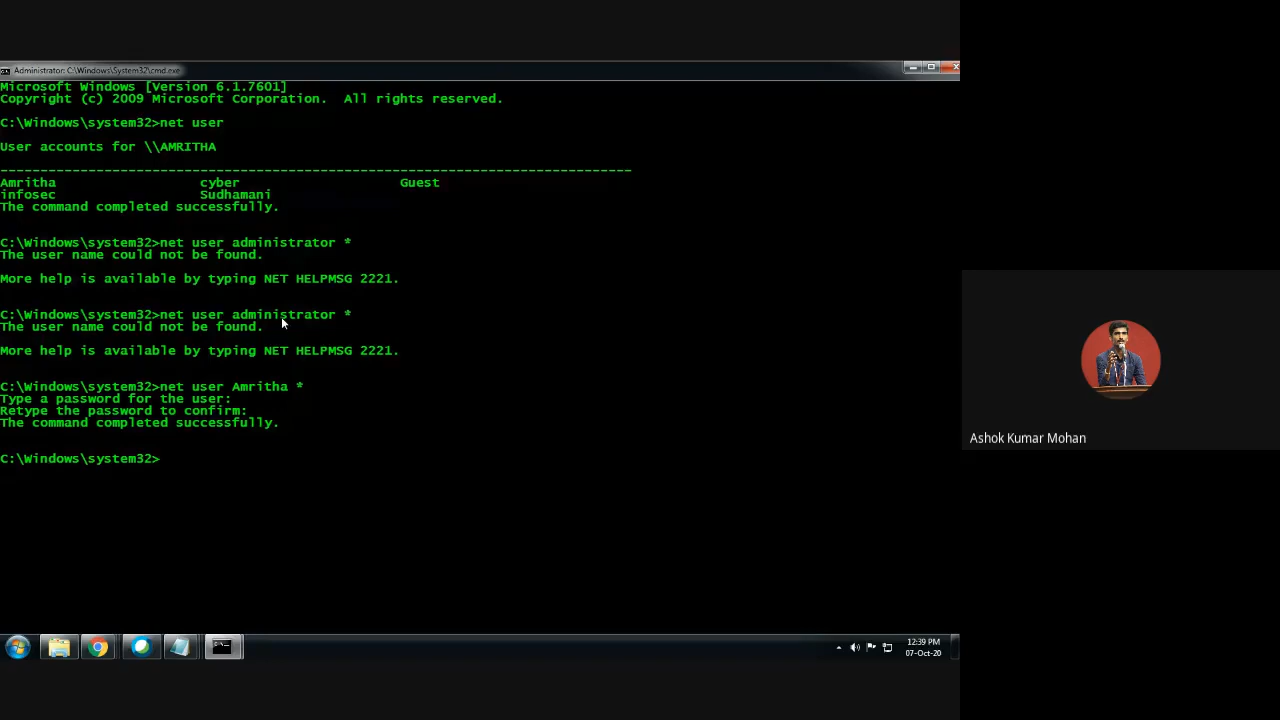 Administrator: C:\Windows\System32\cmd.exe
Microsoft Windows [Version 6.1.7601]
Copyright (c) 2009 Microsoft Corporation.  All rights reserved.
C:\Windows\system32>net user
User accounts for \\AMRITHA
-------------------------------------------------------------------------------
Amritha                  cyber                    Guest
infosec                  Sudhamani
The command completed successfully.
C:\Windows\system32>net user administrator *
The user name could not be found.
More help is available by typing NET HELPMSG 2221.
C:\Windows\system32>net user administrator *
The user name could not be found.
More help is available by typing NET HELPMSG 2221.
C:\Windows\system32>net user Amritha *
Type a password for the user:
Retype the password to confirm:
The command completed successfully.
C:\Windows\system32>
Ashok Kumar Mohan
12:39 PM
07-Oct-20